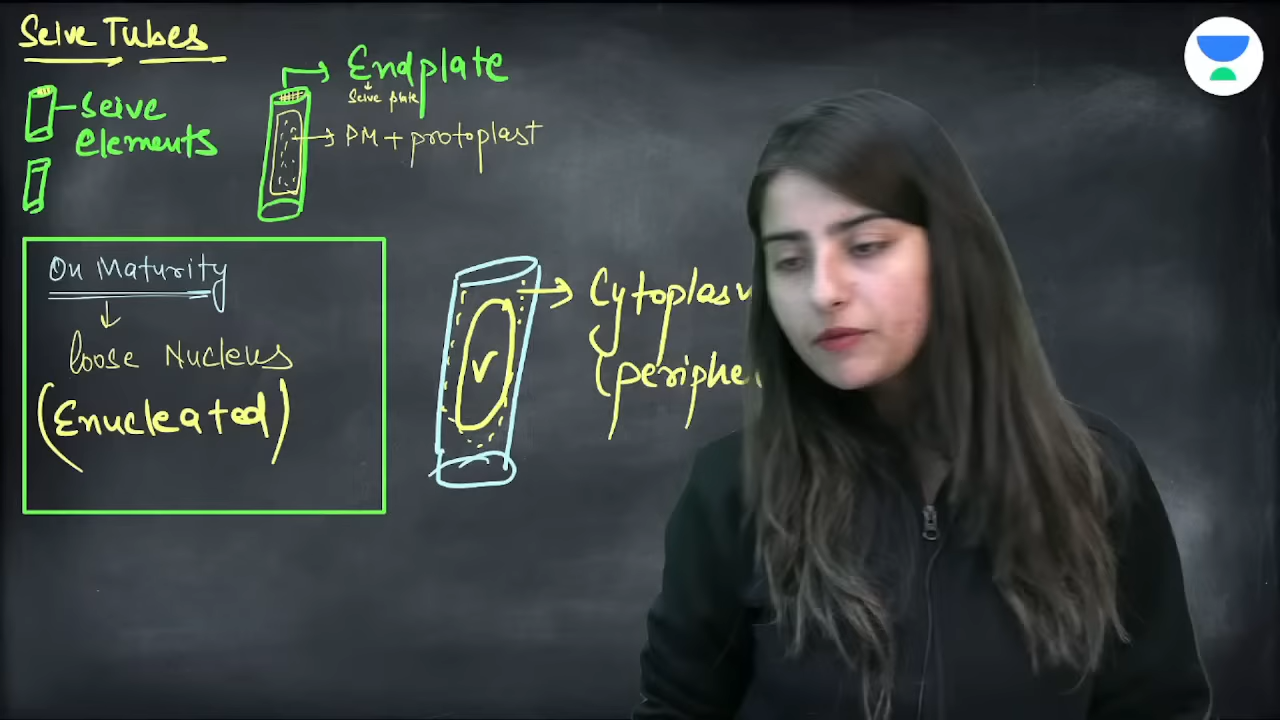 Seive Tubes
Seive
elements
Endplate
Seive plate
PM + protoplast
On Maturity
loose Nucleus
(Enucleated)
V
Cytoplasm
(periphe